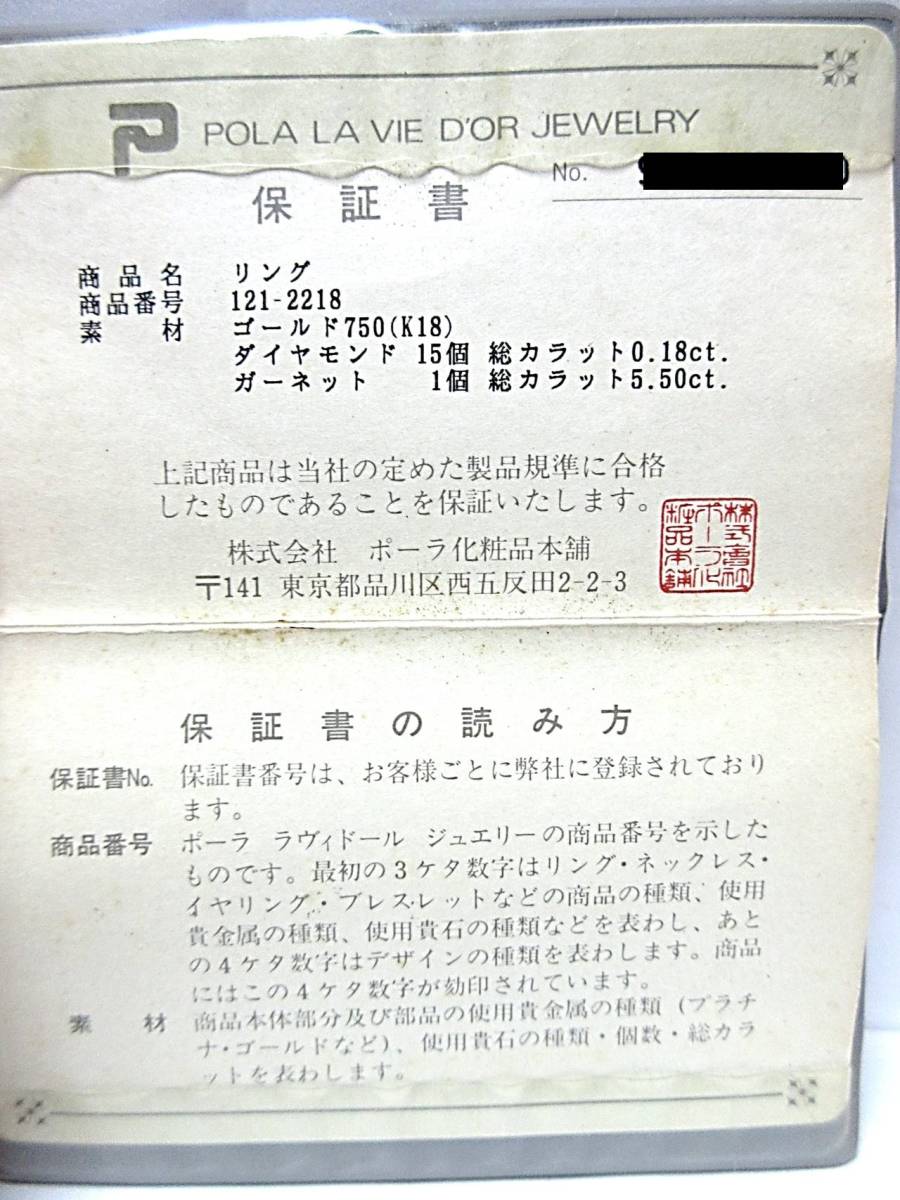 POLA LA VIE D'OR JEWELRY
No.
保証書
商品名 リング
商品番号 121-2218
素材 ゴールド750(K18)
ダイヤモンド 15個 総カラット0.18ct.
ガーネット 1個 総カラット5.50ct.
上記商品は当社の定めた製品規準に合格
したものであることを保証いたします。
株式会社 ポーラ化粧品本舗
〒141 東京都品川区西五反田2-2-3
株式会社
ポーラ化
粧品本舗
保証書の読み方
保証書No. 保証書番号は、お客様ごとに弊社に登録されており
ます。
商品番号 ポーラ ラヴィドール ジュエリーの商品番号を示した
ものです。最初の3ケタ数字はリング・ネックレス・
イヤリング・ブレスレットなどの商品の種類、使用
貴金属の種類、使用貴石の種類などを表わし、あと
の4ケタ数字はデザインの種類を表わします。商品
にはこの4ケタ数字が刻印されています。
素材 商品本体部分及び部品の使用貴金属の種類(プラチ
ナ・ゴールドなど)、使用貴石の種類・個数・総カラ
ットを表わします。